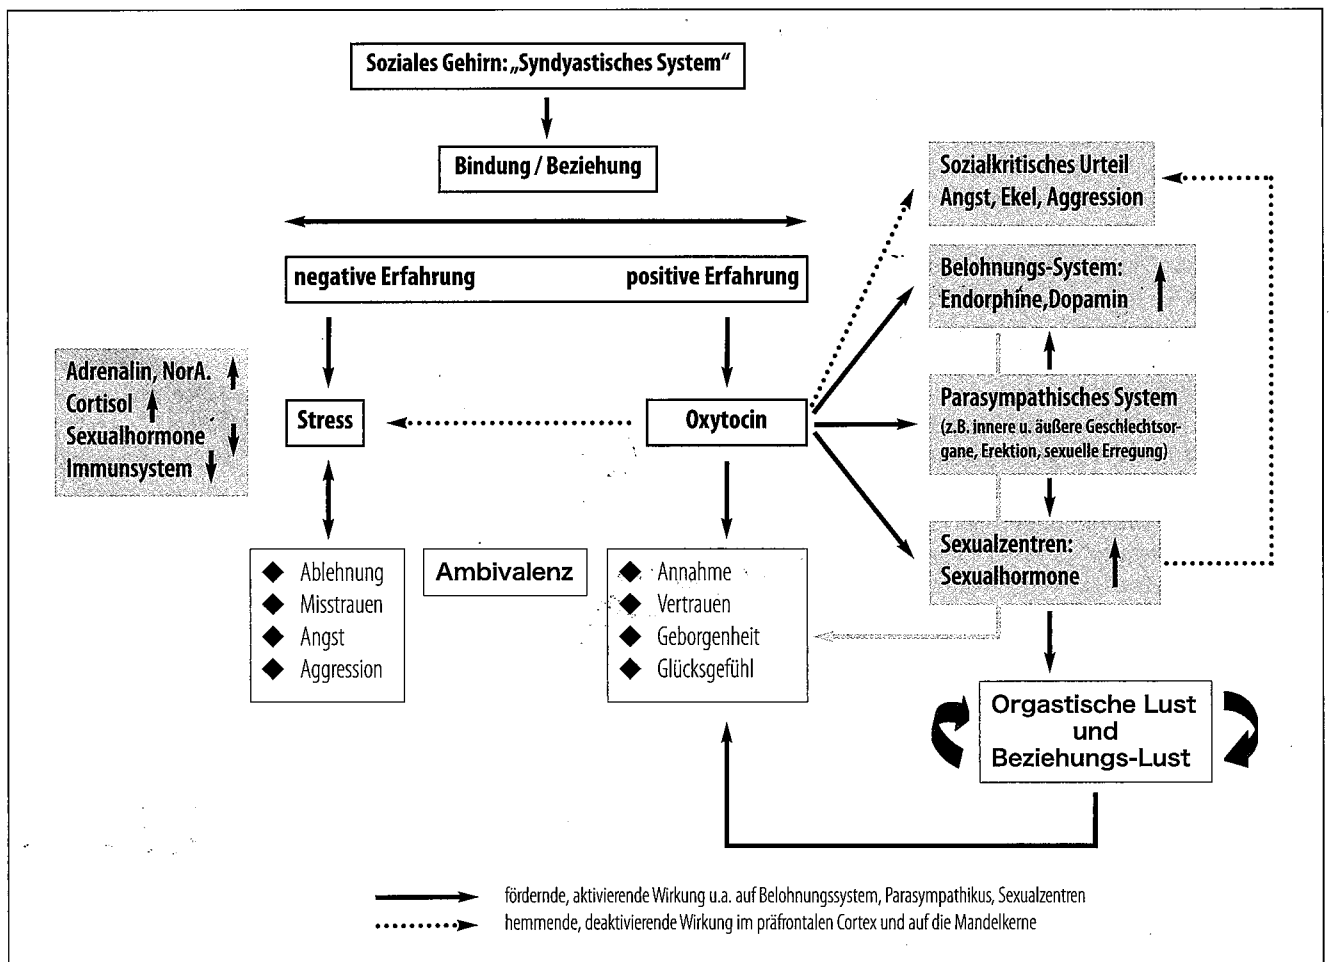 Soziales Gehirn: „Syndyastisches System“
Bindung / Beziehung
negative Erfahrung
positive Erfahrung
Adrenalin, NorA.
Cortisol
Sexualhormone
Immunsystem
Stress
Oxytocin
Sozialkritisches Urteil
Angst, Ekel, Aggression
Belohnungs-System:
Endorphine, Dopamin
Parasympathisches System
(z.B. innere u. äußere Geschlechtsor-
gane, Erektion, sexuelle Erregung)
Sexualzentren:
Sexualhormone
Ablehnung
Misstrauen
Angst
Aggression
Ambivalenz
Annahme
Vertrauen
Geborgenheit
Glücksgefühl
Orgastische Lust
und
Beziehungs-Lust
fördernde, aktivierende Wirkung u.a. auf Belohnungssystem, Parasympathikus, Sexualzentren
hemmende, deaktivierende Wirkung im präfrontalen Cortex und auf die Mandelkerne